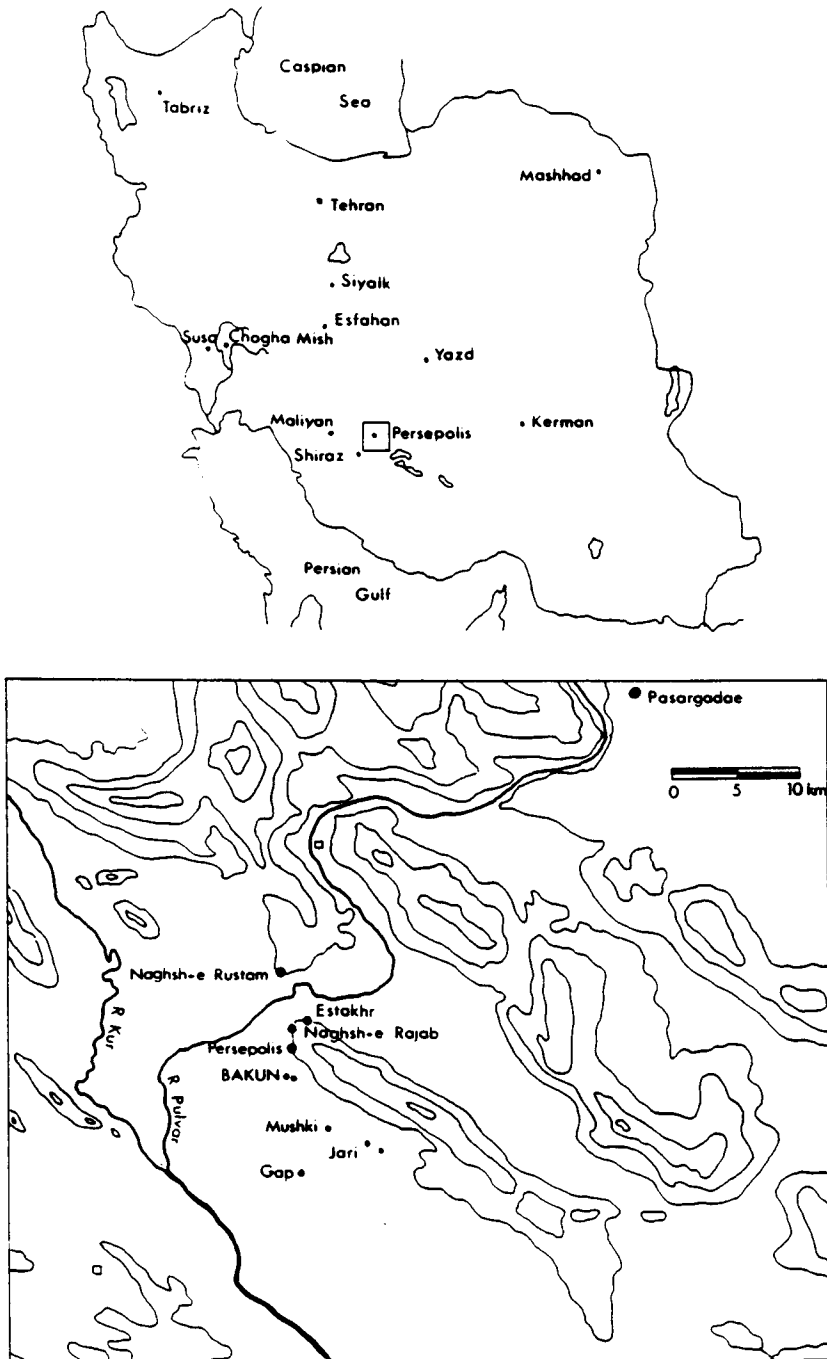 Caspian
Sea
Tabriz
Mashhad
Tehran
Siyalk
Esfahan
Susa Chogha Mish
Yazd
Maliyan
Persepolis
Kerman
Shiraz
Persian
Gulf
Pasargadae
0 5 10 km
Naghsh-e Rustam
R Kur
Estakhr
Naghsh-e Rajab
Persepolis
BAKUN
R Pulvar
Mushki
Jari
Gap